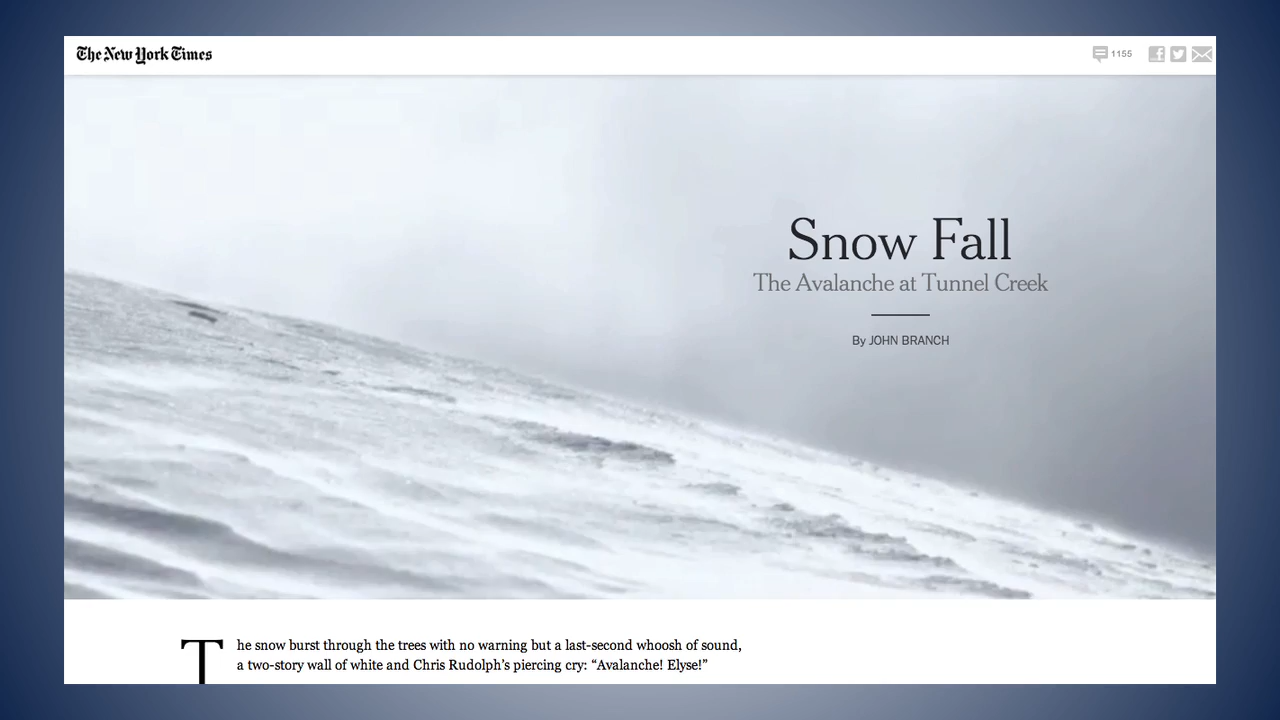 The New York Times
1155
Snow Fall
The Avalanche at Tunnel Creek
By JOHN BRANCH
The snow burst through the trees with no warning but a last-second whoosh of sound,
a two-story wall of white and Chris Rudolph’s piercing cry: “Avalanche! Elyse!”